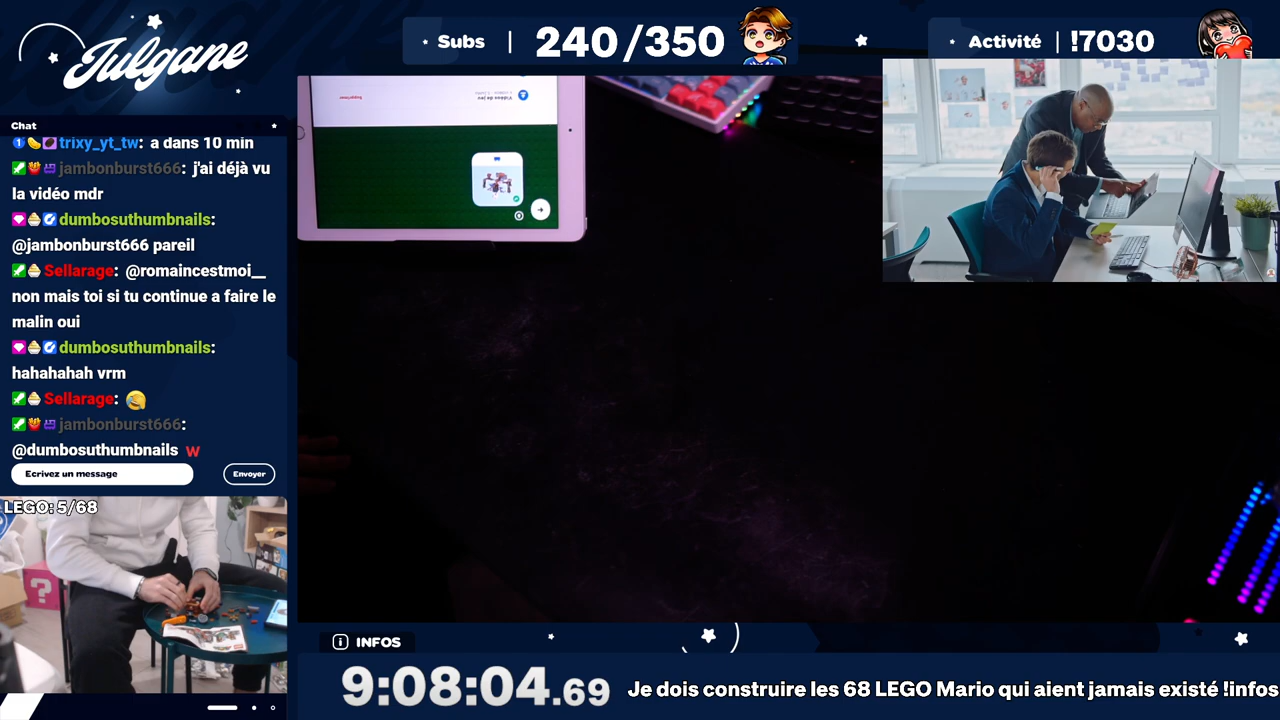 Julgane
Subs | 240/350
Activité | !7030
Chat
trixy_yt_tw: a dans 10 min
jambonburst666: j'ai déjà vu
la vidéo mdr
dumbosuthumbnails:
@jambonburst666 pareil
Sellarage: @romaincestmoi__
non mais toi si tu continue a faire le
malin oui
dumbosuthumbnails:
hahahahah vrm
Sellarage:
jambonburst666:
@dumbosuthumbnails W
Ecrivez un message
Envoyer
LEGO: 5/68
?
Vidéos de jeu
INFOS
9:08:04.69
Je dois construire les 68 LEGO Mario qui aient jamais existé !infos